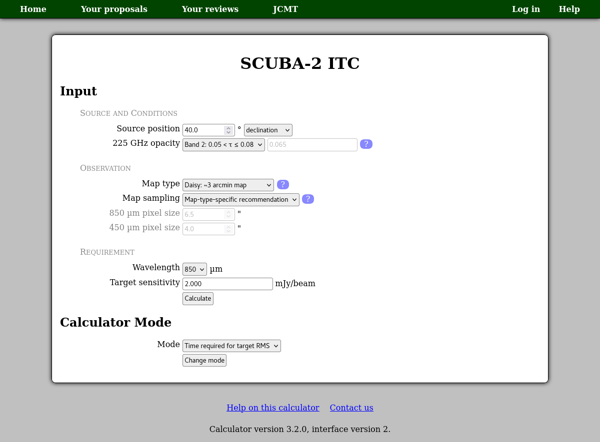 Home Your proposals Your reviews JCMT Log in Help
SCUBA-2 ITC
Input
Source and Conditions
Source position 40.0 ° declination
225 GHz opacity Band 2: 0.05 < τ ≤ 0.08 0.065 ?
Observation
Map type Daisy: ~3 arcmin map ?
Map sampling Map-type-specific recommendation ?
850 µm pixel size 6.5 "
450 µm pixel size 4.0 "
Requirement
Wavelength 850 µm
Target sensitivity 2.000 mJy/beam
Calculate
Calculator Mode
Mode Time required for target RMS
Change mode
Help on this calculator Contact us
Calculator version 3.2.0, interface version 2.